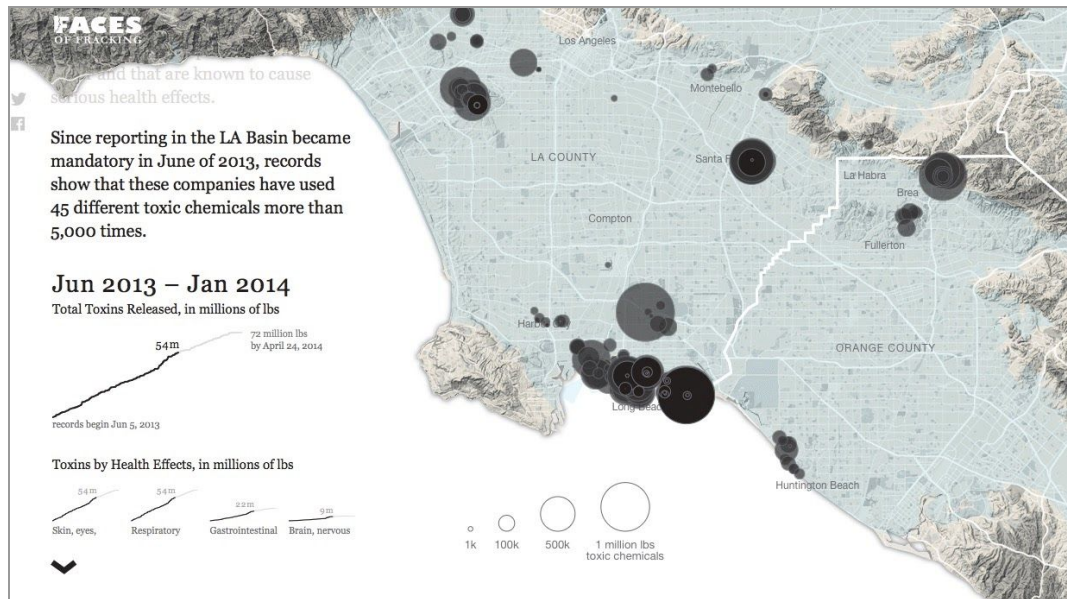 FACES
OF FRACKING
and that are known to cause
serious health effects.
Since reporting in the LA Basin became
mandatory in June of 2013, records
show that these companies have used
45 different toxic chemicals more than
5,000 times.
Jun 2013 – Jan 2014
Total Toxins Released, in millions of lbs
54m
72 million lbs
by April 24, 2014
records begin Jun 5, 2013
Toxins by Health Effects, in millions of lbs
54m
54m
22m
9m
Skin, eyes,
Respiratory
Gastrointestinal
Brain, nervous
Los Angeles
Montebello
LA COUNTY
Santa
La Habra
Brea
Compton
Fullerton
Harbor City
ORANGE COUNTY
Long Beach
Huntington Beach
1k
100k
500k
1 million lbs
toxic chemicals